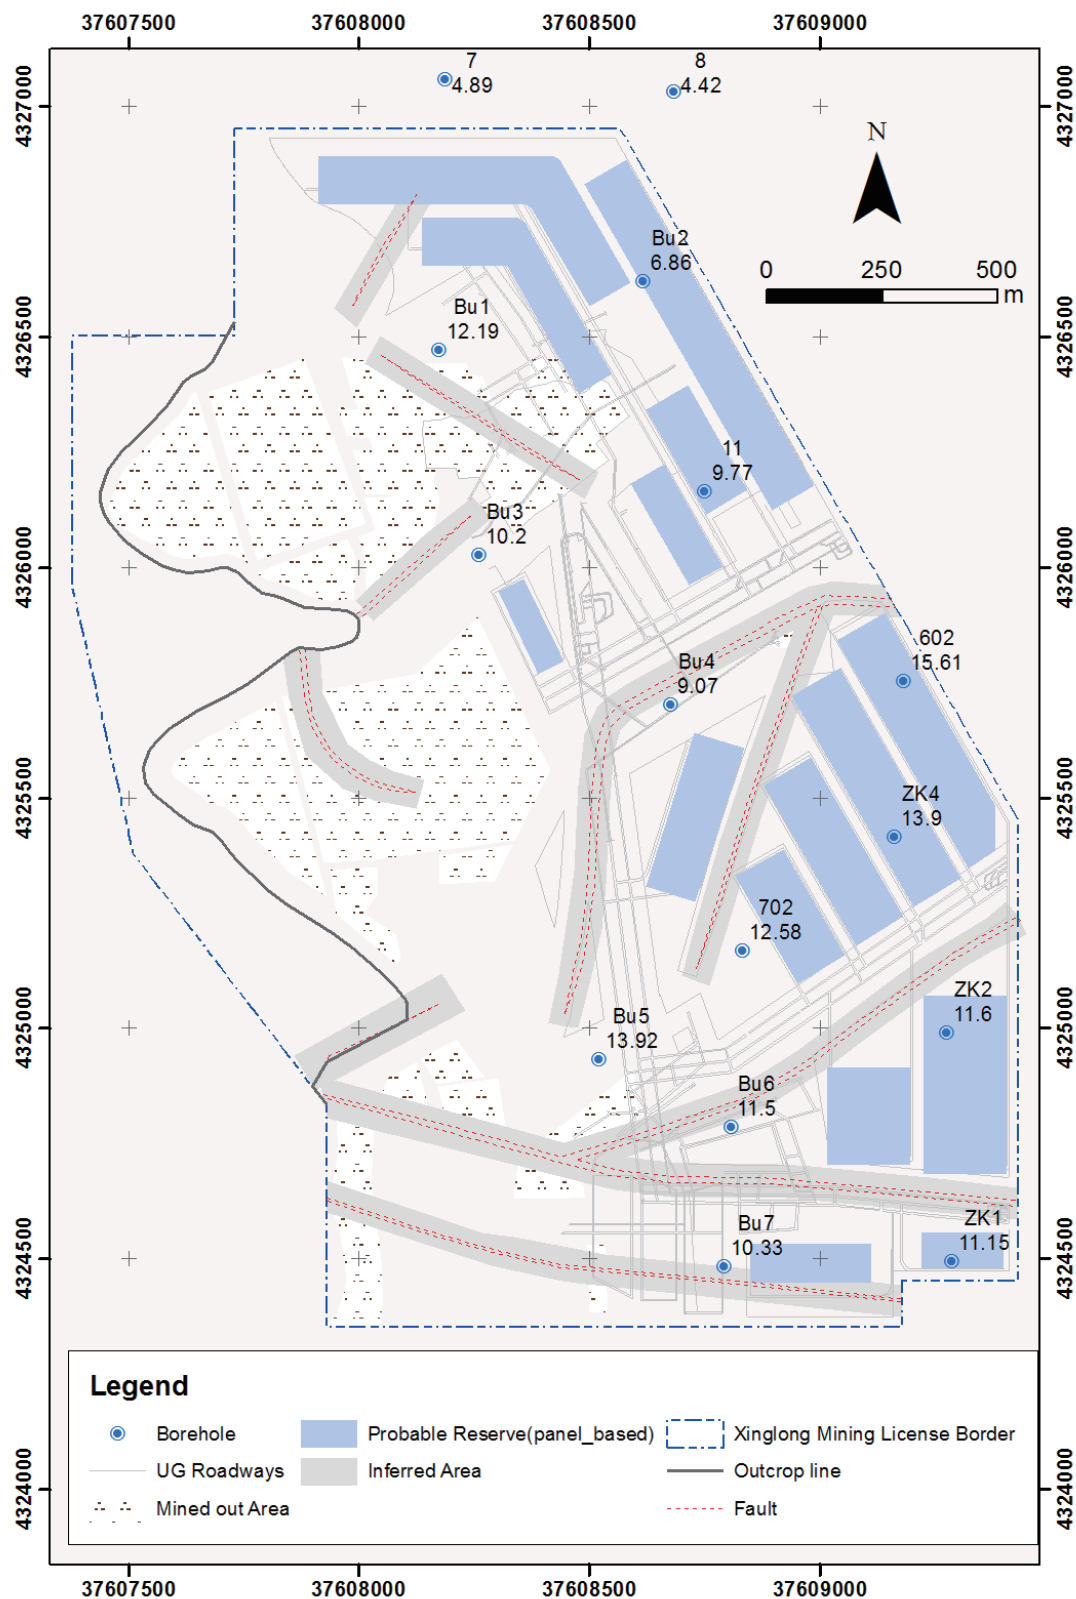 37607500 37608000 37608500 37609000
7
4.89
8
4.42
4327000
4327000
N
0 250 500
m
Bu2
6.86
Bu1
12.19
4326500
4326500
11
9.77
Bu3
10.2
4326000
4326000
602
15.61
Bu4
9.07
4325500
4325500
ZK4
13.9
702
12.58
ZK2
11.6
4325000
4325000
Bu5
13.92
Bu6
11.5
Bu7
10.33
ZK1
11.15
4324500
4324500
Legend
Borehole
Probable Reserve(panel_based)
Xinglong Mining License Border
UG Roadways
Inferred Area
Outcrop line
Mined out Area
Fault
4324000
4324000
37607500 37608000 37608500 37609000